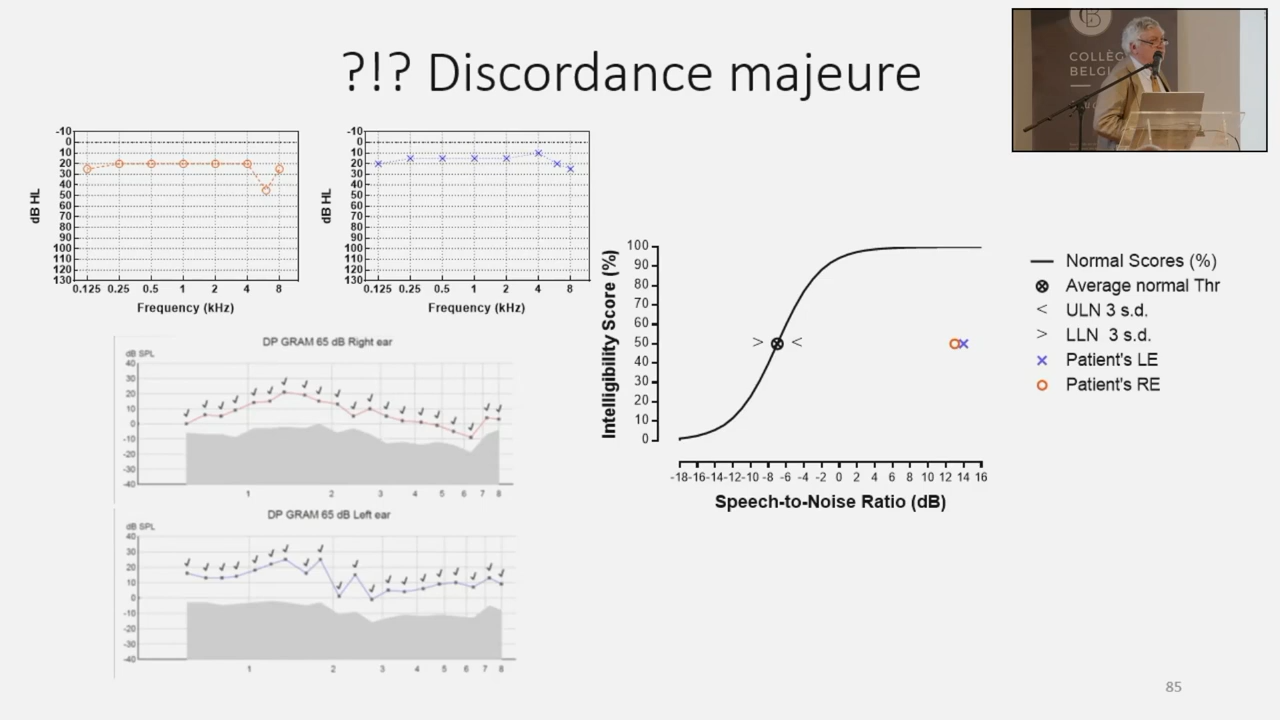 ?!? Discordance majeure
COLLÈG
BELGI
-10
0
10
20
30
40
50
60
70
80
90
100
110
120
130
dB HL
0.125 0.25 0.5 1 2 4 8
Frequency (kHz)
-10
0
10
20
30
40
50
60
70
80
90
100
110
120
130
dB HL
0.125 0.25 0.5 1 2 4 8
Frequency (kHz)
DP GRAM 65 dB Right ear
dB SPL
40
30
20
10
0
-10
-20
-30
-40
1 2 3 4 5 6 7 8
DP GRAM 65 dB Left ear
dB SPL
40
30
20
10
0
-10
-20
-30
-40
1 2 3 4 5 6 7 8
Intelligibility Score (%)
100
90
80
70
60
50
40
30
20
10
0
> <
-18 -16 -14 -12 -10 -8 -6 -4 -2 0 2 4 6 8 10 12 14 16
Speech-to-Noise Ratio (dB)
Normal Scores (%)
Average normal Thr
< ULN 3 s.d.
> LLN 3 s.d.
Patient's LE
Patient's RE
85